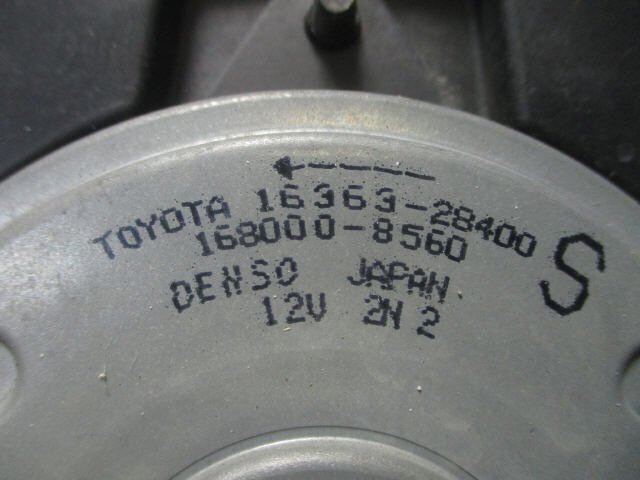 TOYOTA 16363-28400
168000-8560
DENSO JAPAN
12V 2N 2
S